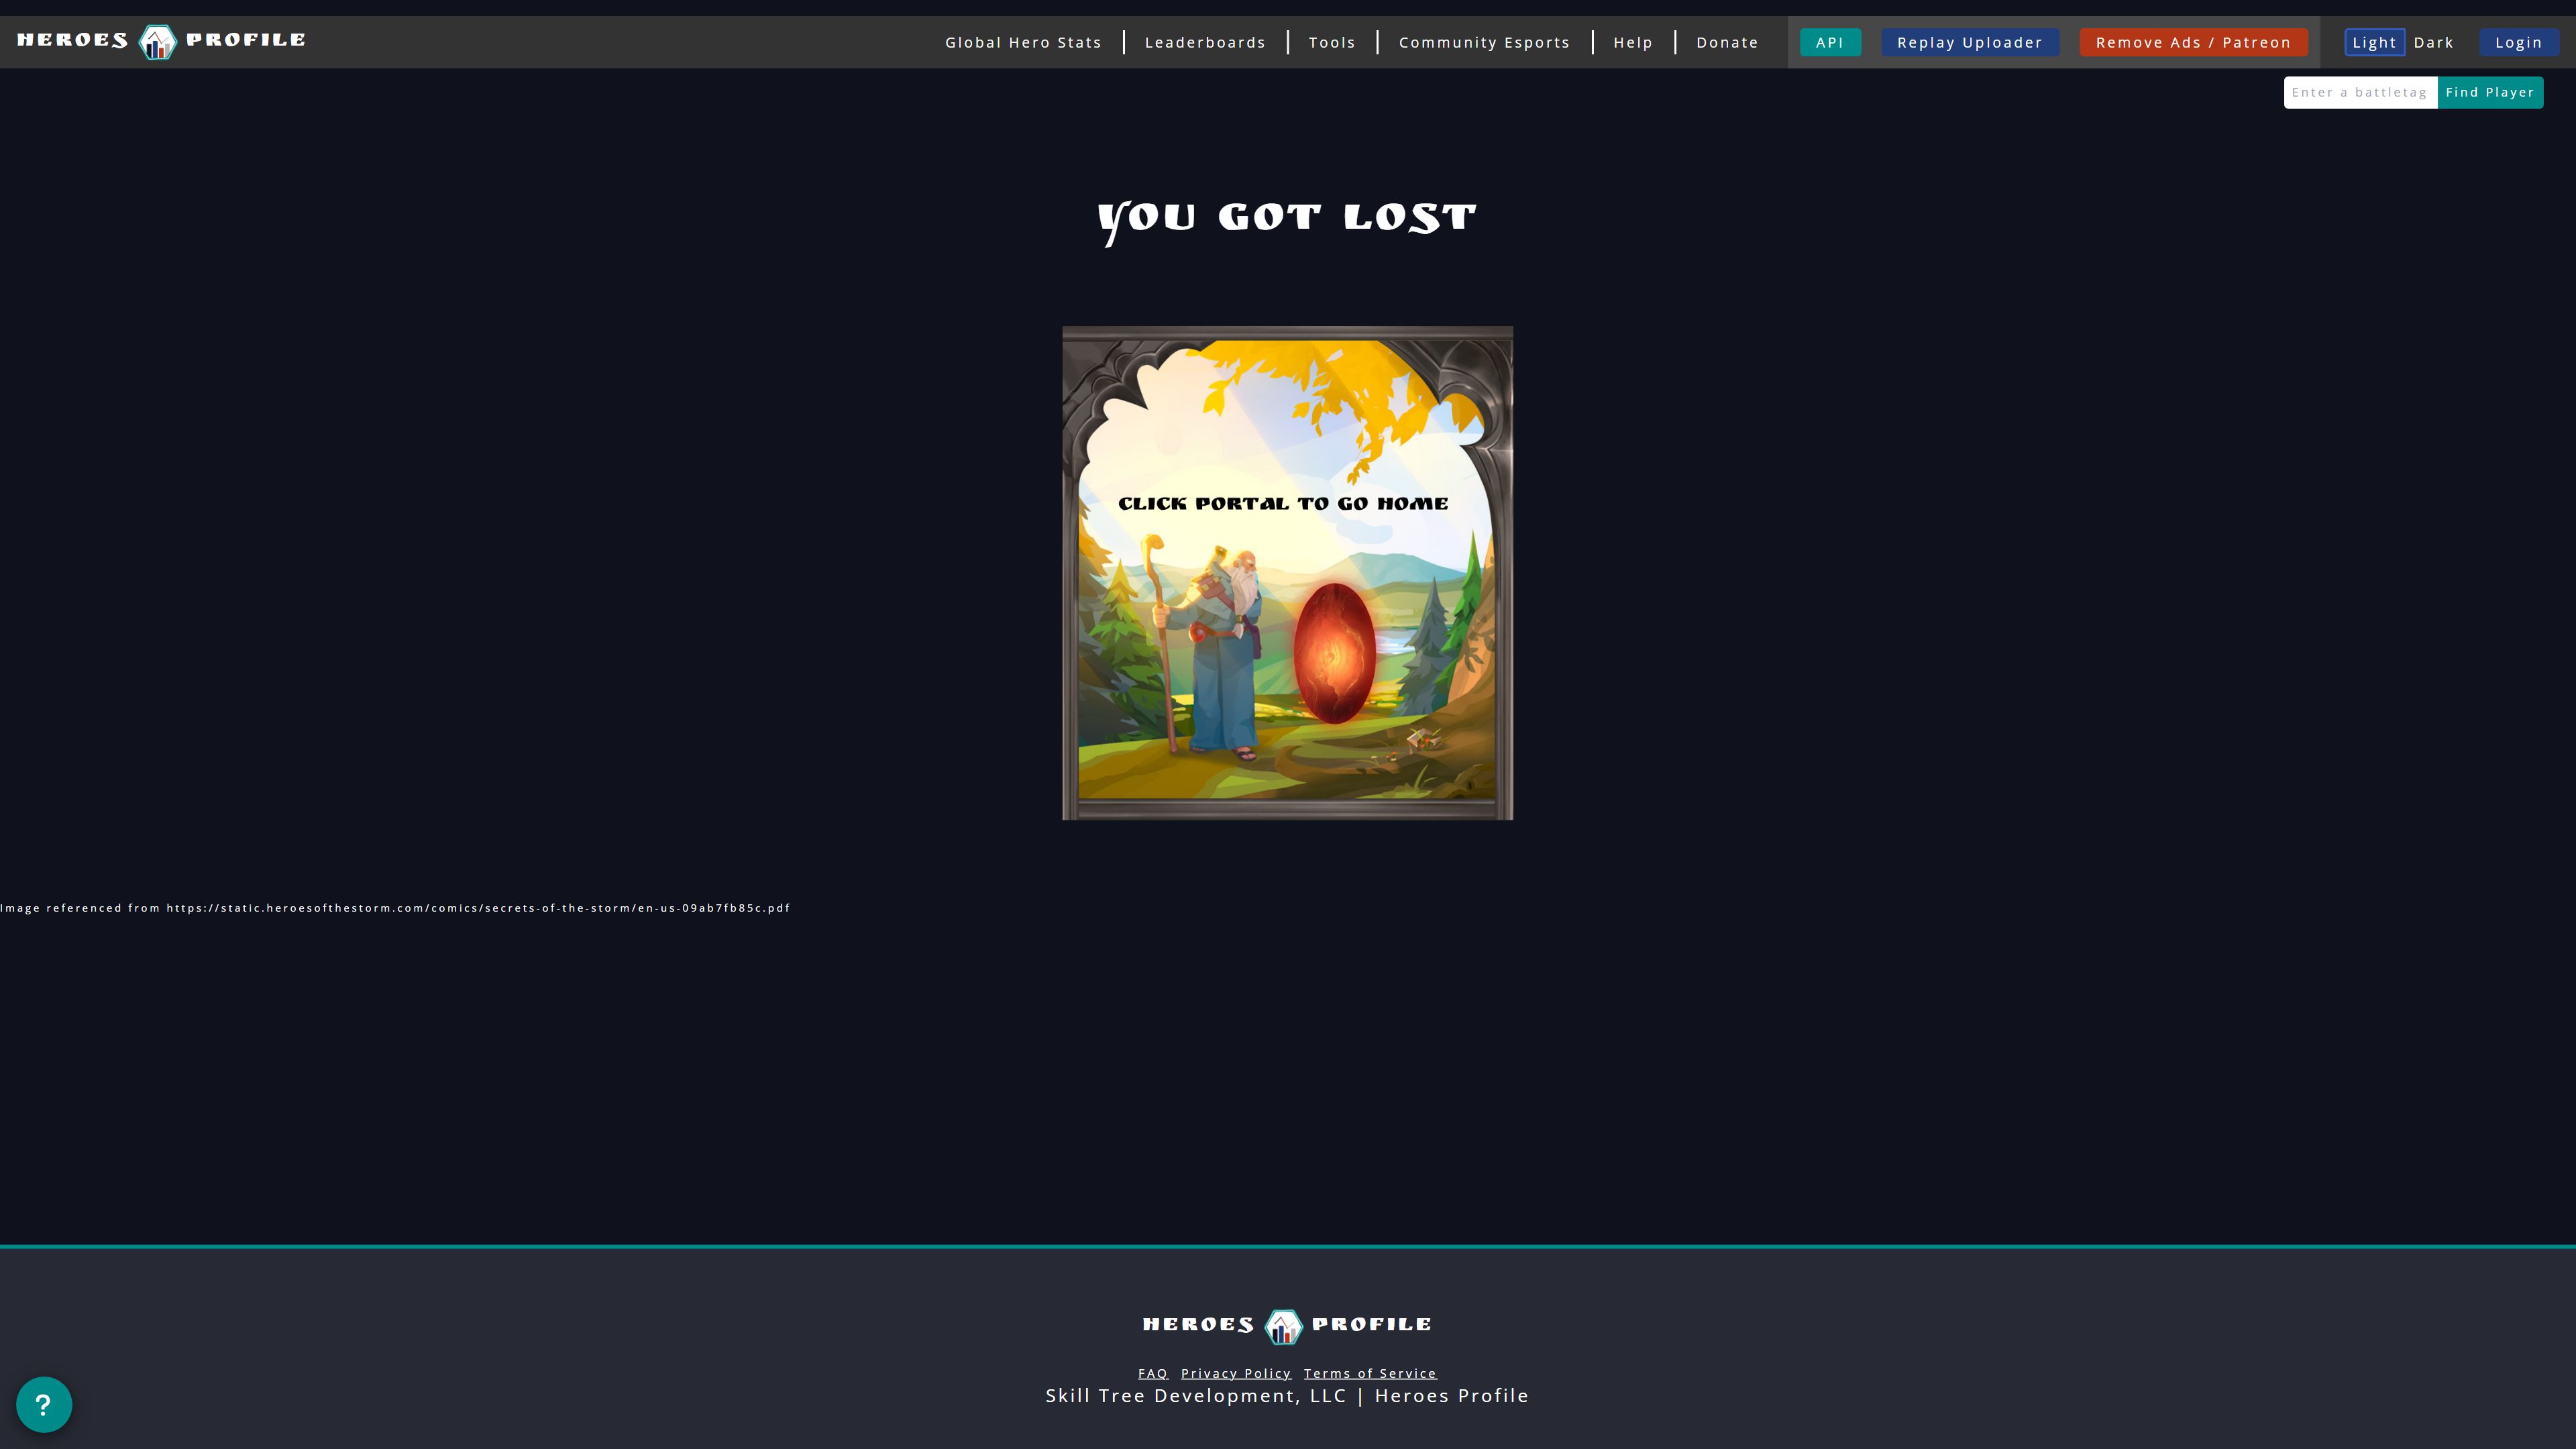 HEROES PROFILE
Global Hero Stats
Leaderboards
Tools
Community Esports
Help
Donate
API
Replay Uploader
Remove Ads / Patreon
Light
Dark
Login
Enter a battletag
Find Player
YOU GOT LOST
CLICK PORTAL TO GO HOME
Image referenced from https://static.heroesofthestorm.com/comics/secrets-of-the-storm/en-us-09ab7fb85c.pdf
HEROES PROFILE
FAQ Privacy Policy Terms of Service
Skill Tree Development, LLC | Heroes Profile
?